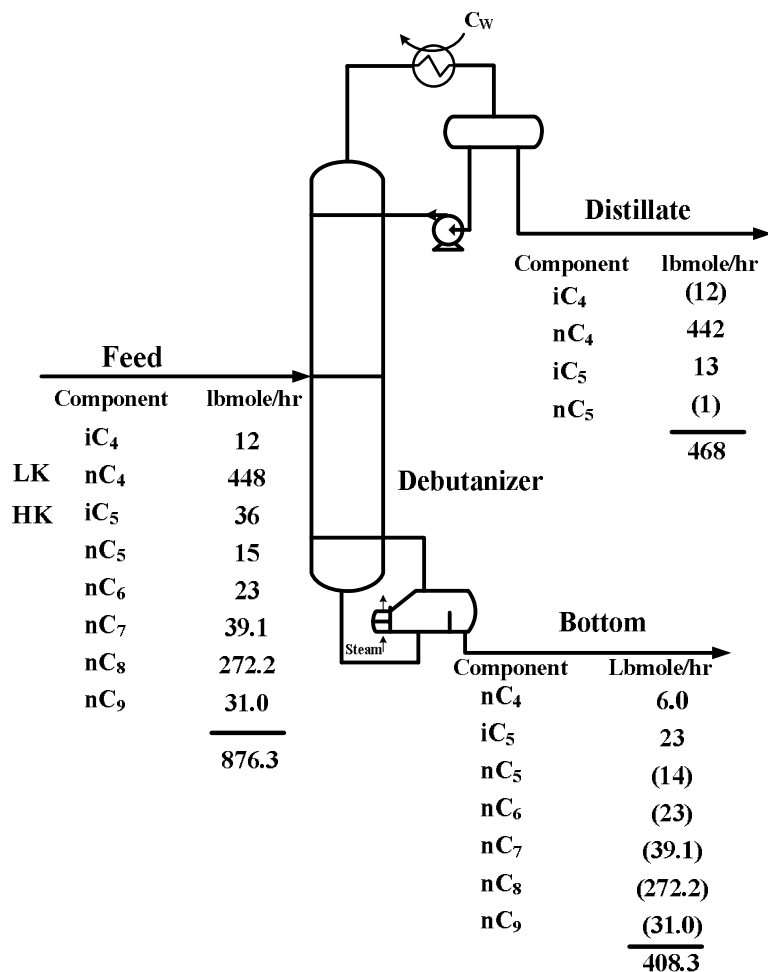 C_W
Distillate
Component lbmole/hr
iC4 (12)
nC4 442
iC5 13
nC5 (1)
468
Feed
Component lbmole/hr
iC4 12
LK nC4 448
HK iC5 36
nC5 15
nC6 23
nC7 39.1
nC8 272.2
nC9 31.0
876.3
Debutanizer
Steam
Bottom
Component Lbmole/hr
nC4 6.0
iC5 23
nC5 (14)
nC6 (23)
nC7 (39.1)
nC8 (272.2)
nC9 (31.0)
408.3